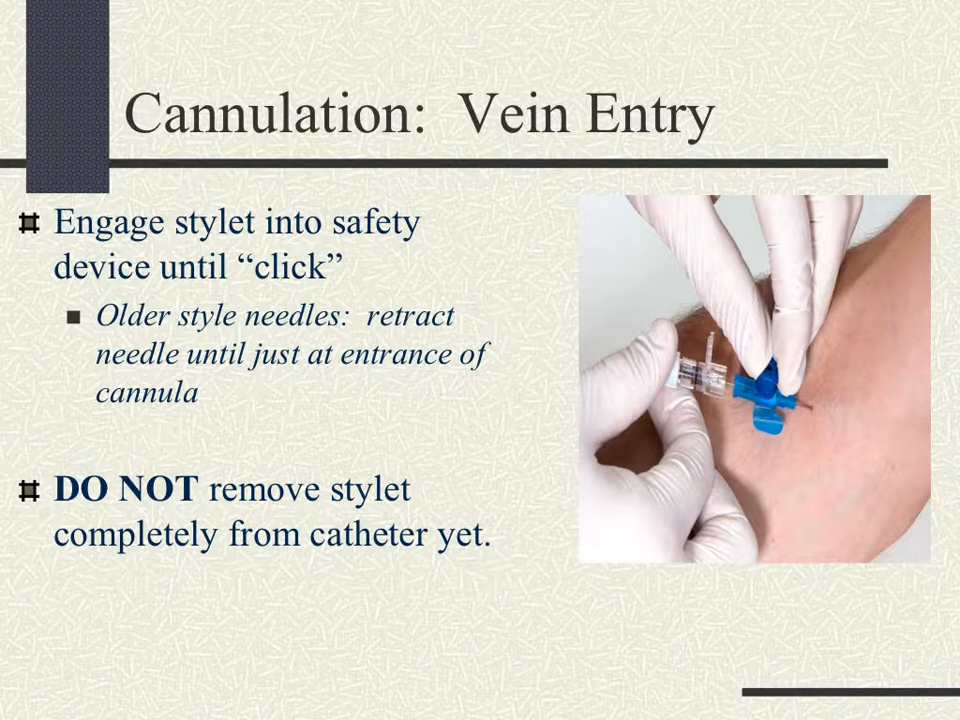 Cannulation: Vein Entry
Engage stylet into safety
device until “click”
Older style needles: retract
needle until just at entrance of
cannula
DO NOT remove stylet
completely from catheter yet.